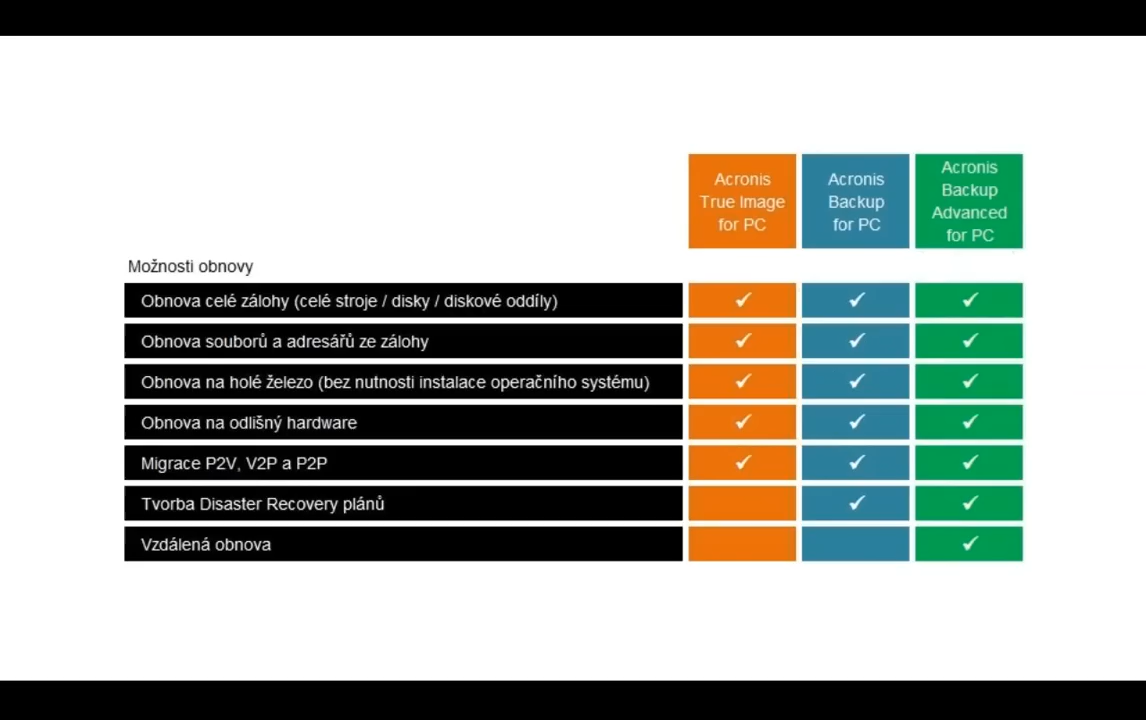 Acronis
True Image
for PC
Acronis
Backup
for PC
Acronis
Backup
Advanced
for PC
Možnosti obnovy
Obnova celé zálohy (celé stroje / disky / diskové oddíly) ✓ ✓ ✓
Obnova souborů a adresářů ze zálohy ✓ ✓ ✓
Obnova na holé železo (bez nutnosti instalace operačního systému) ✓ ✓ ✓
Obnova na odlišný hardware ✓ ✓ ✓
Migrace P2V, V2P a P2P ✓ ✓ ✓
Tvorba Disaster Recovery plánů ✓ ✓
Vzdálená obnova ✓